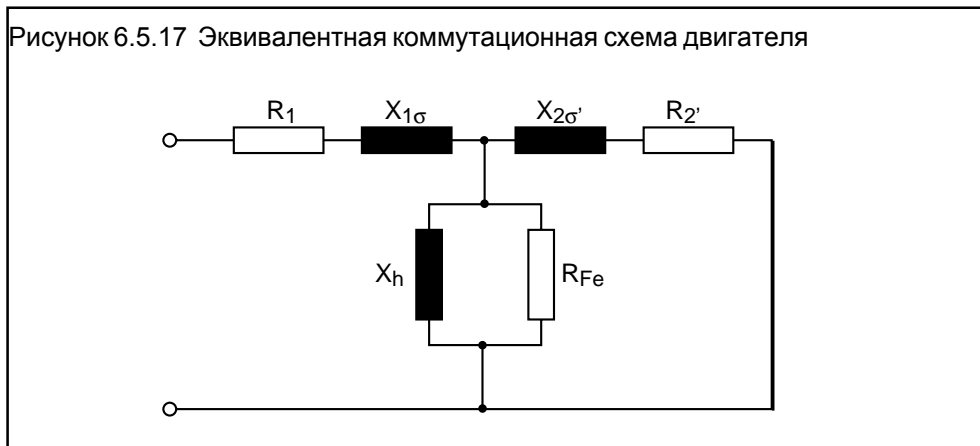 Рисунок 6.5.17 Эквивалентная коммутационная схема двигателя
R1 X1σ X2σ' R2'
Xh RFe